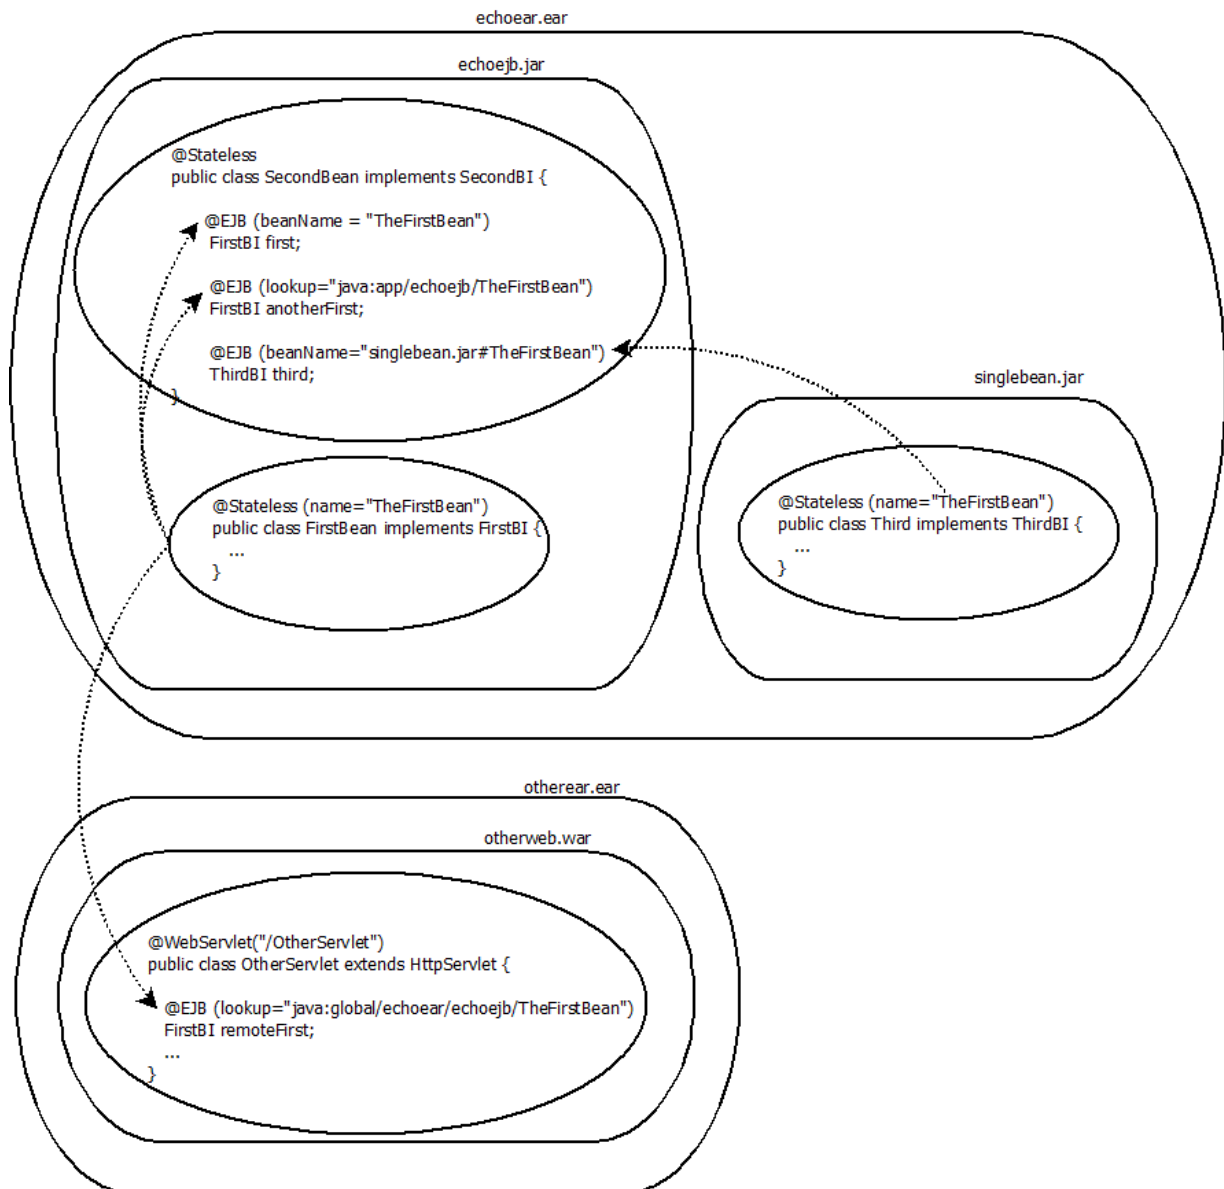 echoear.ear
echoejb.jar
@Stateless
public class SecondBean implements SecondBI {
@EJB (beanName = "TheFirstBean")
FirstBI first;
@EJB (lookup="java:app/echoejb/TheFirstBean")
FirstBI anotherFirst;
@EJB (beanName="singlebean.jar#TheFirstBean")
ThirdBI third;
}
@Stateless (name="TheFirstBean")
public class FirstBean implements FirstBI {
...
}
singlebean.jar
@Stateless (name="TheFirstBean")
public class Third implements ThirdBI {
...
}
otherear.ear
otherweb.war
@WebServlet("/OtherServlet")
public class OtherServlet extends HttpServlet {
@EJB (lookup="java:global/echoear/echoejb/TheFirstBean")
FirstBI remoteFirst;
...
}